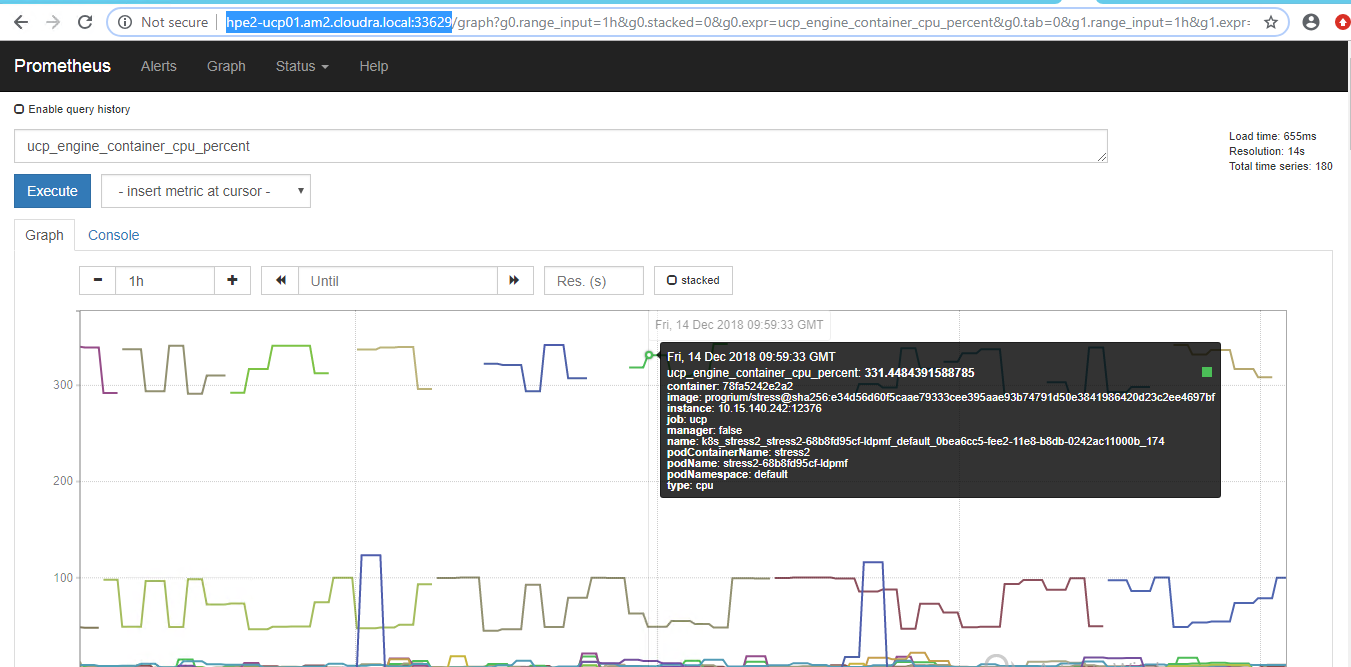 Not secure | hpe2-ucp01.am2.cloudra.local:33629/graph?g0.range_input=1h&g0.stacked=0&g0.expr=ucp_engine_container_cpu_percent&g0.tab=0&g1.range_input=1h&g1.expr=
Prometheus Alerts Graph Status Help
Enable query history
ucp_engine_container_cpu_percent
Load time: 655ms
Resolution: 14s
Total time series: 180
Execute - insert metric at cursor -
Graph Console
1h Until Res. (s) stacked
Fri, 14 Dec 2018 09:59:33 GMT
Fri, 14 Dec 2018 09:59:33 GMT
ucp_engine_container_cpu_percent: 331.4484391588785
container: 78fa5242e2a2
image: progrium/stress@sha256:e34d56d60f5caae79333cee395aae93b74791d50e3841986420d23c2ee4697bf
instance: 10.15.140.242:12376
job: ucp
manager: false
name: k8s_stress2_stress2-68b8fd95cf-ldpmf_default_0bea6cc5-fee2-11e8-b8db-0242ac11000b_174
podContainerName: stress2
podName: stress2-68b8fd95cf-ldpmf
podNamespace: default
type: cpu
300
200
100